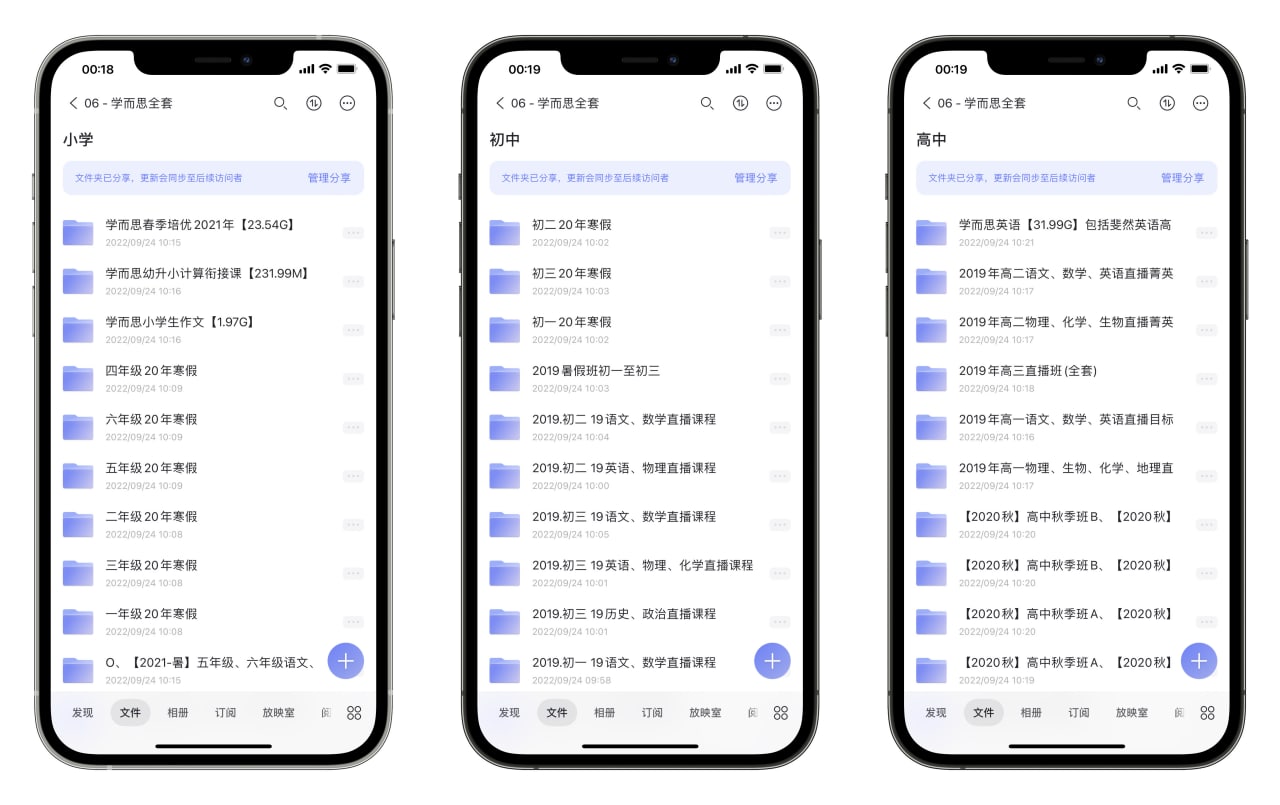 00:18
06 - 学而思全套
小学
文件夹已分享，更新会同步至后续访问者
管理分享
学而思春季培优2021年【23.54G】
2022/09/24 10:15
学而思幼升小计算衔接课【231.99M】
2022/09/24 10:16
学而思小学生作文【1.97G】
2022/09/24 10:16
四年级20年寒假
2022/09/24 10:09
六年级20年寒假
2022/09/24 10:09
五年级20年寒假
2022/09/24 10:09
二年级20年寒假
2022/09/24 10:08
三年级20年寒假
2022/09/24 10:08
一年级20年寒假
2022/09/24 10:08
O、【2021-暑】五年级、六年级语文、
2022/09/24 10:15
发现
文件
相册
订阅
放映室
阅
00:19
06 - 学而思全套
初中
文件夹已分享，更新会同步至后续访问者
管理分享
初二20年寒假
2022/09/24 10:02
初三20年寒假
2022/09/24 10:03
初一20年寒假
2022/09/24 10:02
2019暑假班初一至初三
2022/09/24 10:03
2019.初二 19语文、数学直播课程
2022/09/24 10:04
2019.初二 19英语、物理直播课程
2022/09/24 10:00
2019.初三 19语文、数学直播课程
2022/09/24 10:05
2019.初三 19英语、物理、化学直播课程
2022/09/24 10:01
2019.初三 19历史、政治直播课程
2022/09/24 10:01
2019.初一 19语文、数学直播课程
2022/09/24 09:58
发现
文件
相册
订阅
放映室
阅
00:19
06 - 学而思全套
高中
文件夹已分享，更新会同步至后续访问者
管理分享
学而思英语【31.99G】包括斐然英语高
2022/09/24 10:21
2019年高二语文、数学、英语直播菁英
2022/09/24 10:17
2019年高二物理、化学、生物直播菁英
2022/09/24 10:17
2019年高三直播班(全套)
2022/09/24 10:18
2019年高一语文、数学、英语直播目标
2022/09/24 10:16
2019年高一物理、生物、化学、地理直
2022/09/24 10:17
【2020秋】高中秋季班B、【2020秋】
2022/09/24 10:20
【2020秋】高中秋季班B、【2020秋】
2022/09/24 10:20
【2020秋】高中秋季班A、【2020秋】
2022/09/24 10:20
【2020秋】高中秋季班A、【2020秋】
2022/09/24 10:19
发现
文件
相册
订阅
放映室
阅